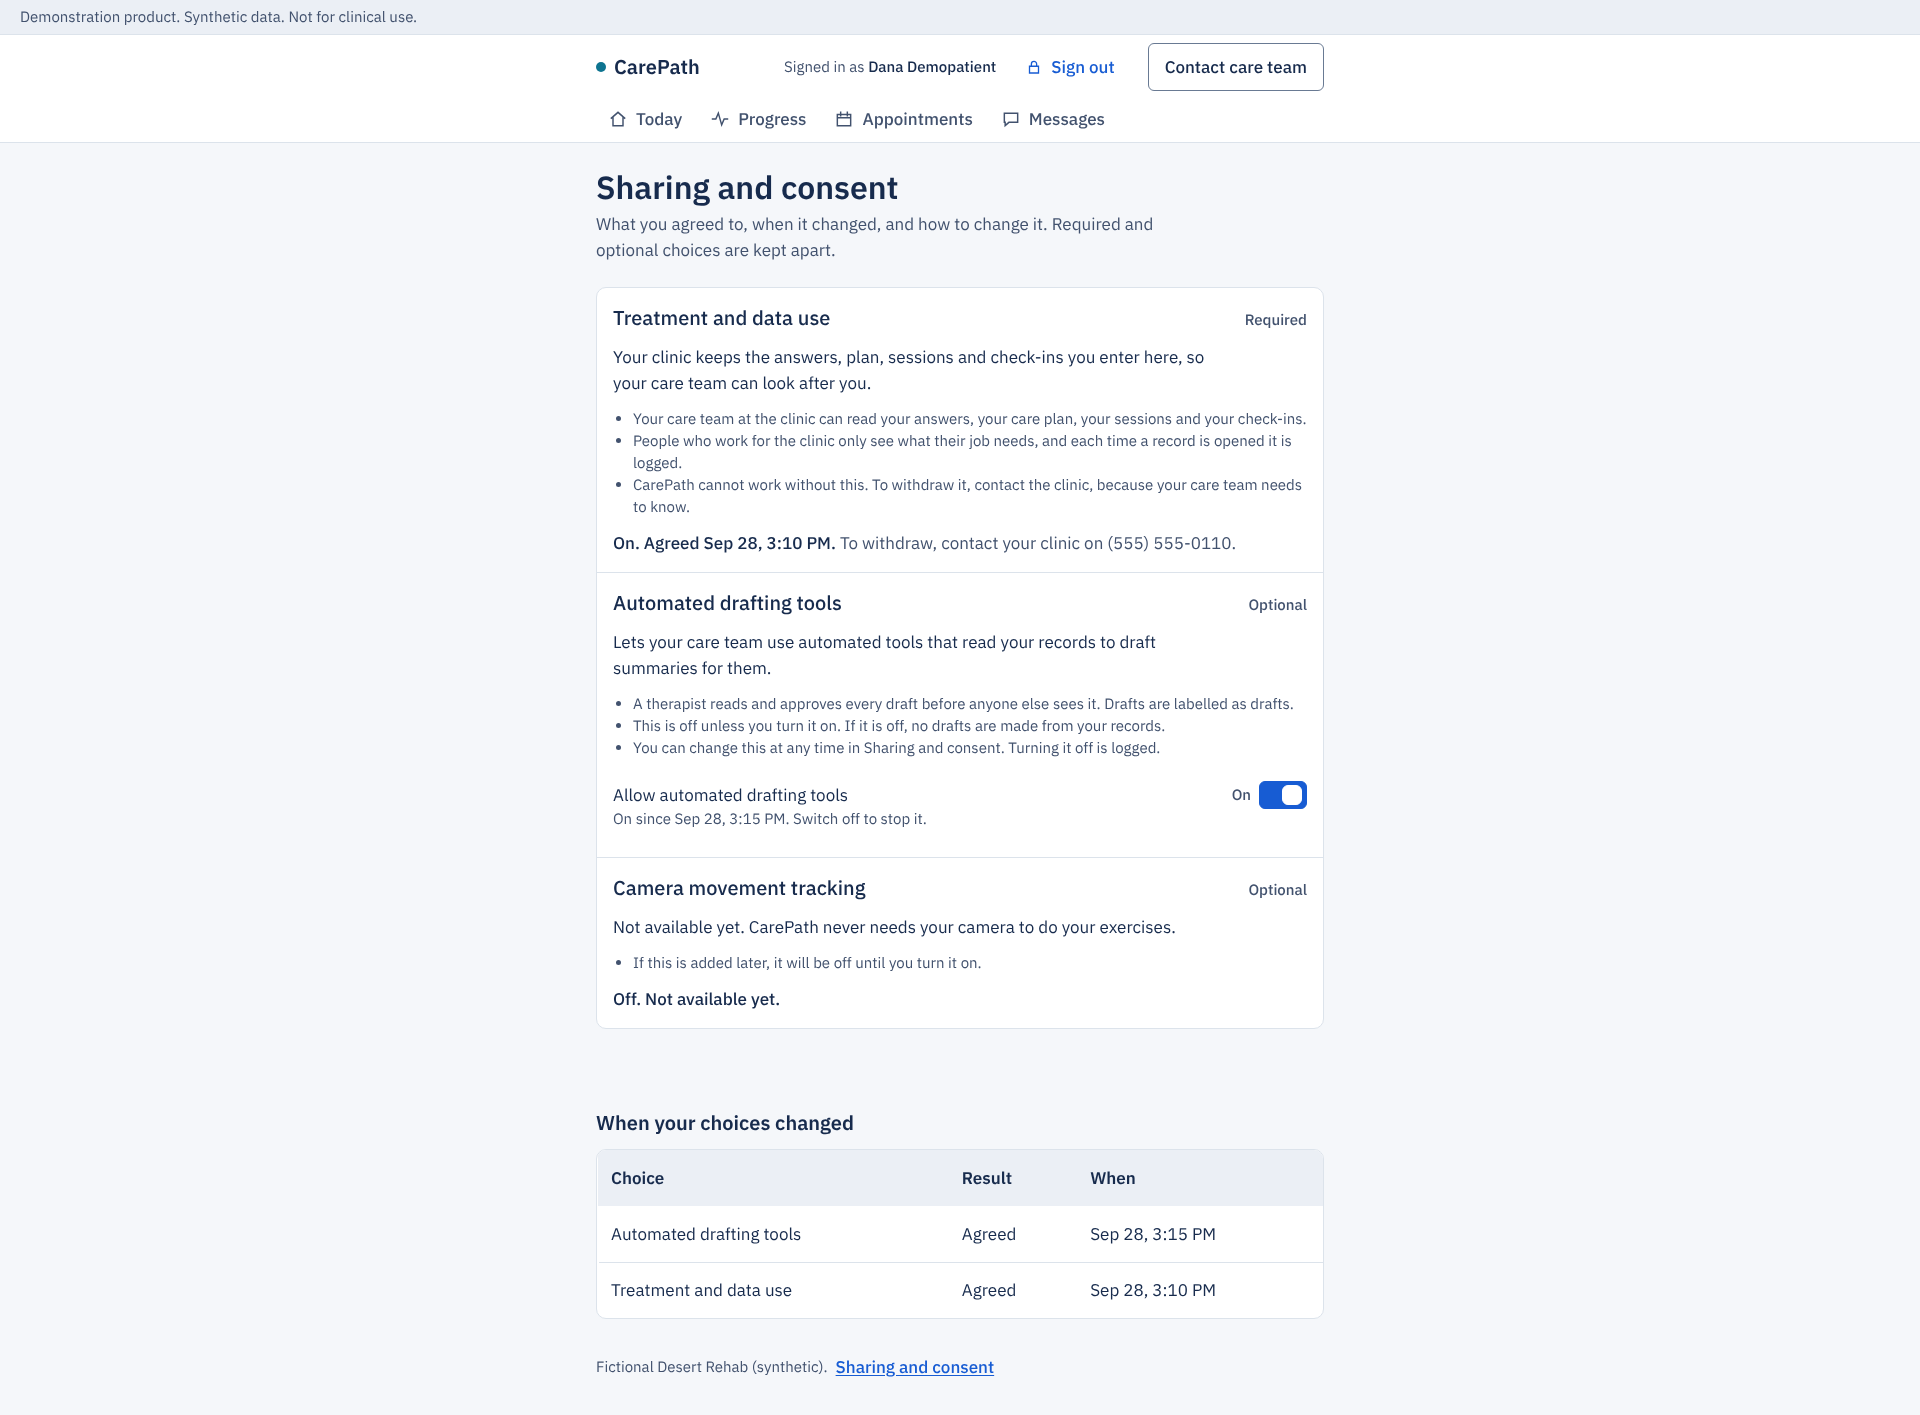 Demonstration product. Synthetic data. Not for clinical use.
CarePath
Signed in as Dana Demopatient
Sign out
Contact care team
Today
Progress
Appointments
Messages
Sharing and consent
What you agreed to, when it changed, and how to change it. Required and
optional choices are kept apart.
Treatment and data use
Required
Your clinic keeps the answers, plan, sessions and check-ins you enter here, so
your care team can look after you.
• Your care team at the clinic can read your answers, your care plan, your sessions and your check-ins.
• People who work for the clinic only see what their job needs, and each time a record is opened it is
logged.
• CarePath cannot work without this. To withdraw it, contact the clinic, because your care team needs
to know.
On. Agreed Sep 28, 3:10 PM. To withdraw, contact your clinic on (555) 555-0110.
Automated drafting tools
Optional
Lets your care team use automated tools that read your records to draft
summaries for them.
• A therapist reads and approves every draft before anyone else sees it. Drafts are labelled as drafts.
• This is off unless you turn it on. If it is off, no drafts are made from your records.
• You can change this at any time in Sharing and consent. Turning it off is logged.
Allow automated drafting tools
On
On since Sep 28, 3:15 PM. Switch off to stop it.
Camera movement tracking
Optional
Not available yet. CarePath never needs your camera to do your exercises.
• If this is added later, it will be off until you turn it on.
Off. Not available yet.
When your choices changed
Choice Result When
Automated drafting tools Agreed Sep 28, 3:15 PM
Treatment and data use Agreed Sep 28, 3:10 PM
Fictional Desert Rehab (synthetic). Sharing and consent